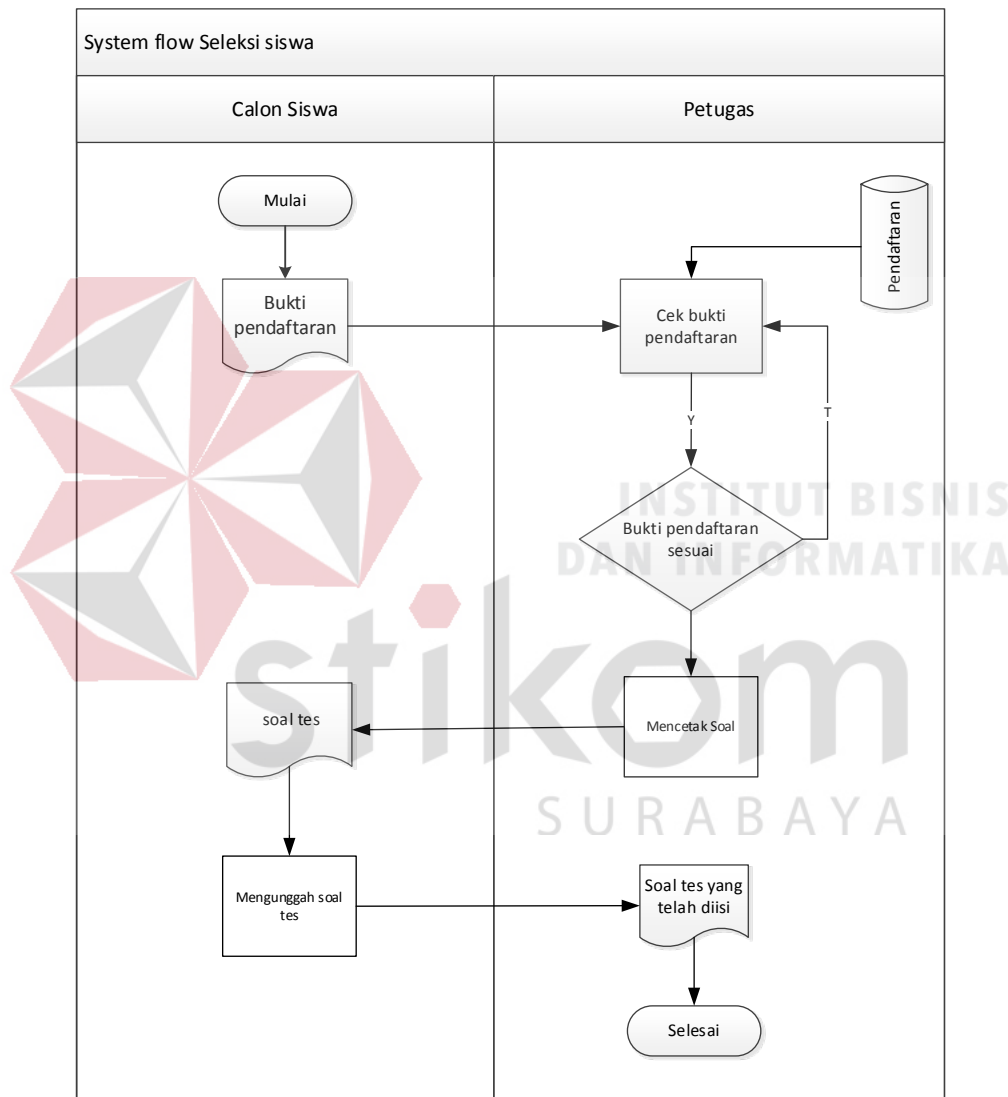 System flow Seleksi siswa
Calon Siswa
Petugas
Mulai
Pendaftaran
Bukti
pendaftaran
Cek bukti
pendaftaran
Y
T
INSTITUT BISNIS
DAN INFORMATIKA
Bukti pendaftaran
sesuai
stikom
soal tes
Mencetak Soal
SURABAYA
Mengunggah soal
tes
Soal tes yang
telah diisi
Selesai